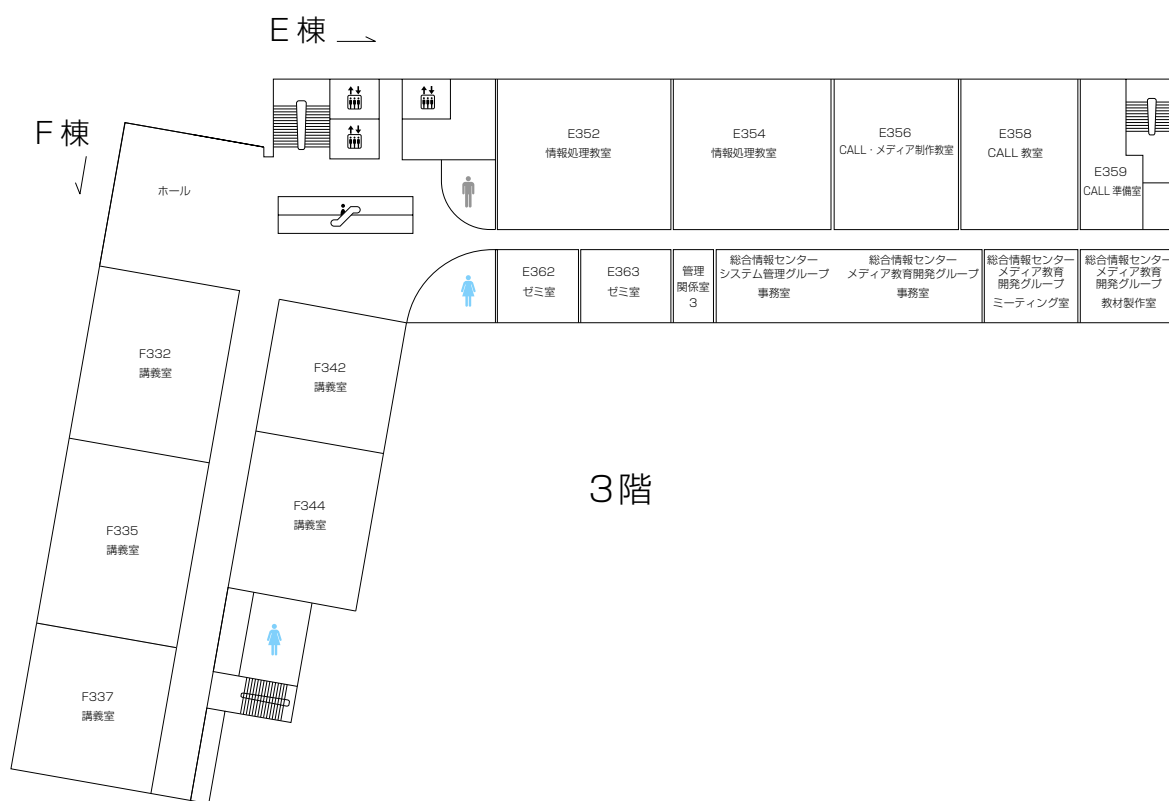 E棟
F棟
ホール
E352
情報処理教室
E354
情報処理教室
E356
CALL・メディア制作教室
E358
CALL 教室
E359
CALL 準備室
E362
ゼミ室
E363
ゼミ室
管理
関係室
3
総合情報センター
システム管理グループ
事務室
総合情報センター
メディア教育開発グループ
事務室
総合情報センター
メディア教育
開発グループ
ミーティング室
総合情報センター
メディア教育
開発グループ
教材製作室
F332
講義室
F342
講義室
F335
講義室
F344
講義室
F337
講義室
3階